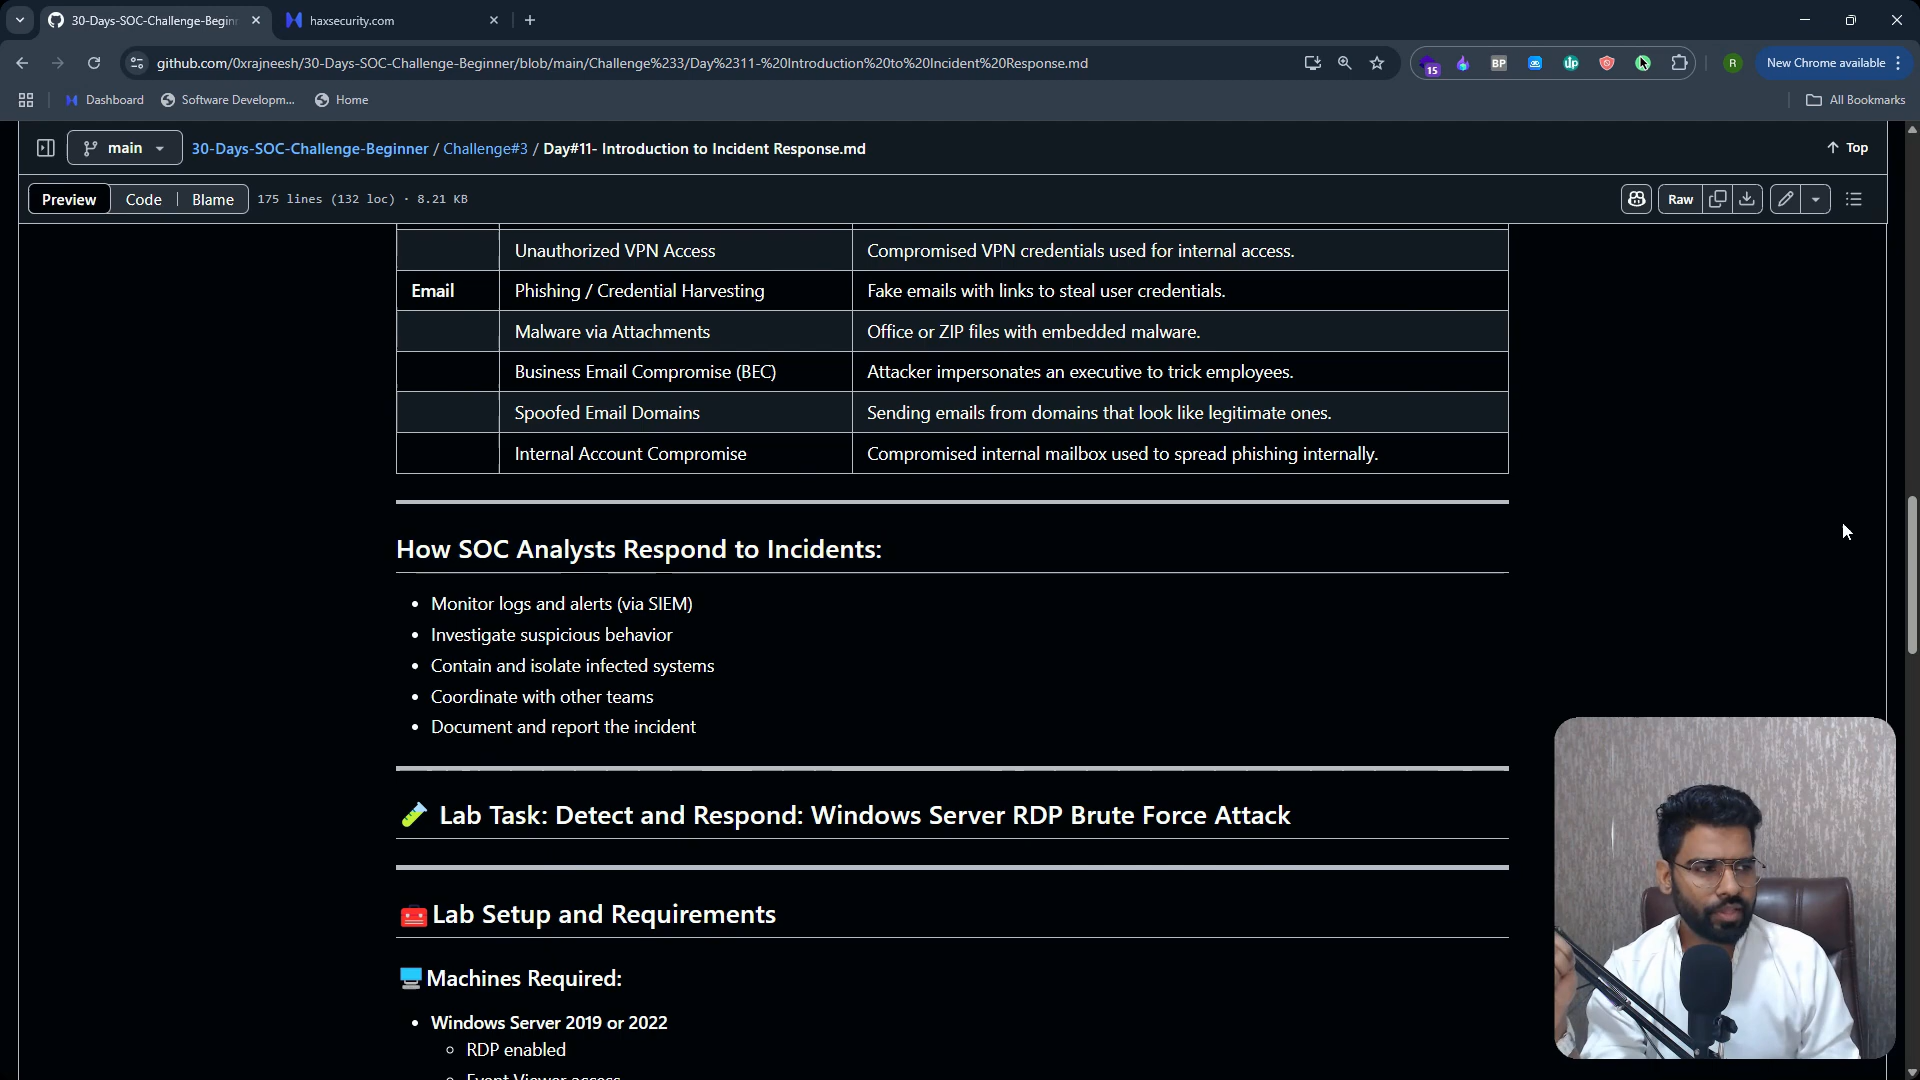 30-Days-SOC-Challenge-Beginn
haxsecurity.com
github.com/0xrajneesh/30-Days-SOC-Challenge-Beginner/blob/main/Challenge%233/Day%2311-%20Introduction%20to%20Incident%20Response.md
15
BP
up
R
New Chrome available
Dashboard
Software Developm...
Home
All Bookmarks
main
30-Days-SOC-Challenge-Beginner / Challenge#3 / Day#11- Introduction to Incident Response.md
Top
Preview
Code
Blame
175 lines (132 loc) · 8.21 KB
Raw
Unauthorized VPN Access
Compromised VPN credentials used for internal access.
Email
Phishing / Credential Harvesting
Fake emails with links to steal user credentials.
Malware via Attachments
Office or ZIP files with embedded malware.
Business Email Compromise (BEC)
Attacker impersonates an executive to trick employees.
Spoofed Email Domains
Sending emails from domains that look like legitimate ones.
Internal Account Compromise
Compromised internal mailbox used to spread phishing internally.
How SOC Analysts Respond to Incidents:
• Monitor logs and alerts (via SIEM)
• Investigate suspicious behavior
• Contain and isolate infected systems
• Coordinate with other teams
• Document and report the incident
Lab Task: Detect and Respond: Windows Server RDP Brute Force Attack
Lab Setup and Requirements
Machines Required:
• Windows Server 2019 or 2022
○ RDP enabled
○ Event Viewer access